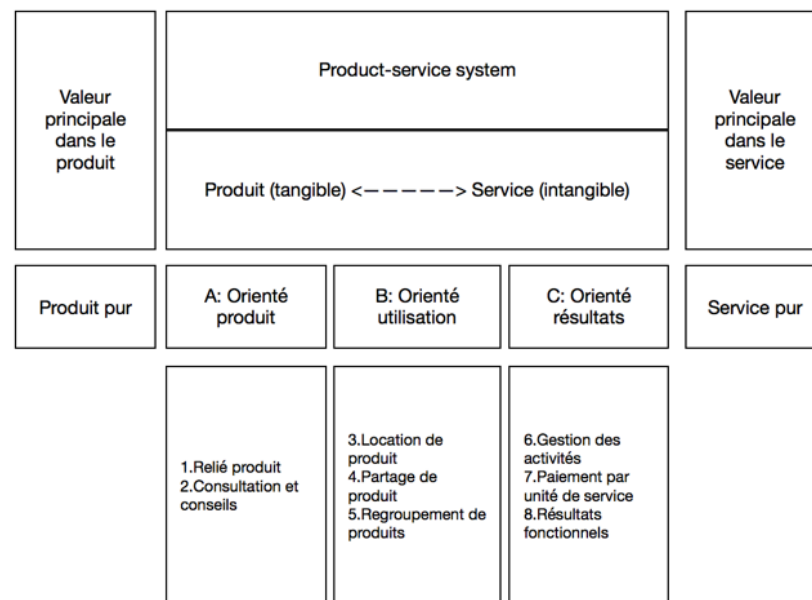 Valeur
principale
dans le
produit
Product-service system
Produit (tangible) <—————> Service (intangible)
Valeur
principale
dans le
service
Produit pur
A: Orienté
produit
B: Orienté
utilisation
C: Orienté
résultats
Service pur
1.Relié produit
2.Consultation et
conseils
3.Location de
produit
4.Partage de
produit
5.Regroupement de
produits
6.Gestion des
activités
7.Paiement par
unité de service
8.Résultats
fonctionnels